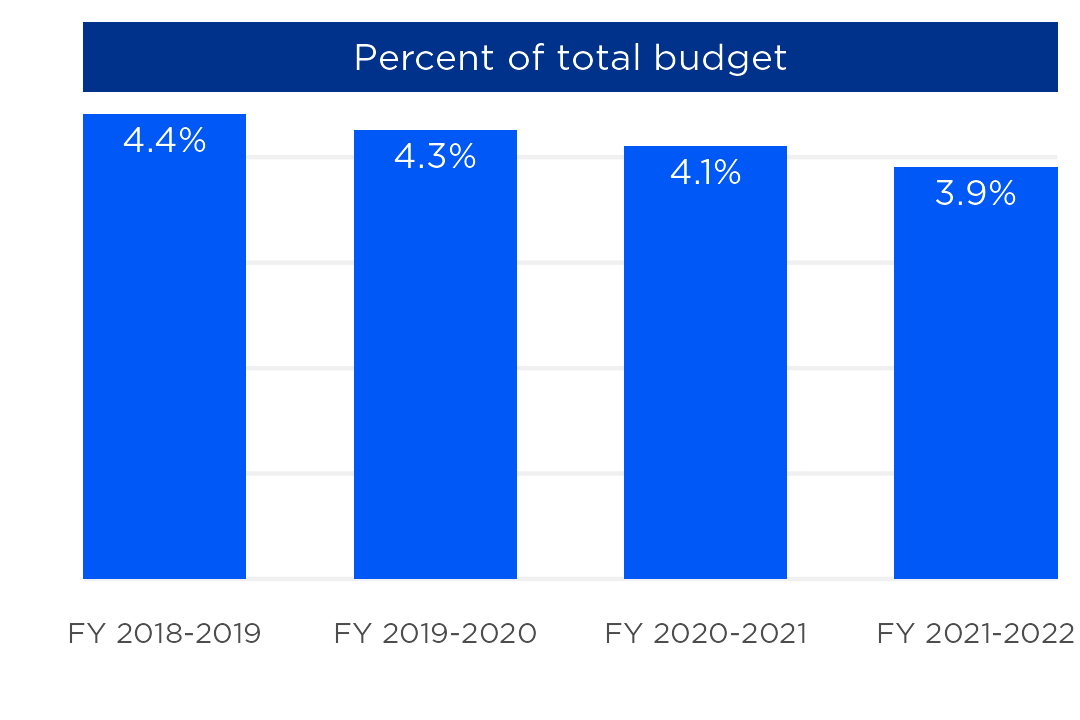 Percent of total budget
4.4%
4.3%
4.1%
3.9%
FY 2018-2019
FY 2019-2020
FY 2020-2021
FY 2021-2022